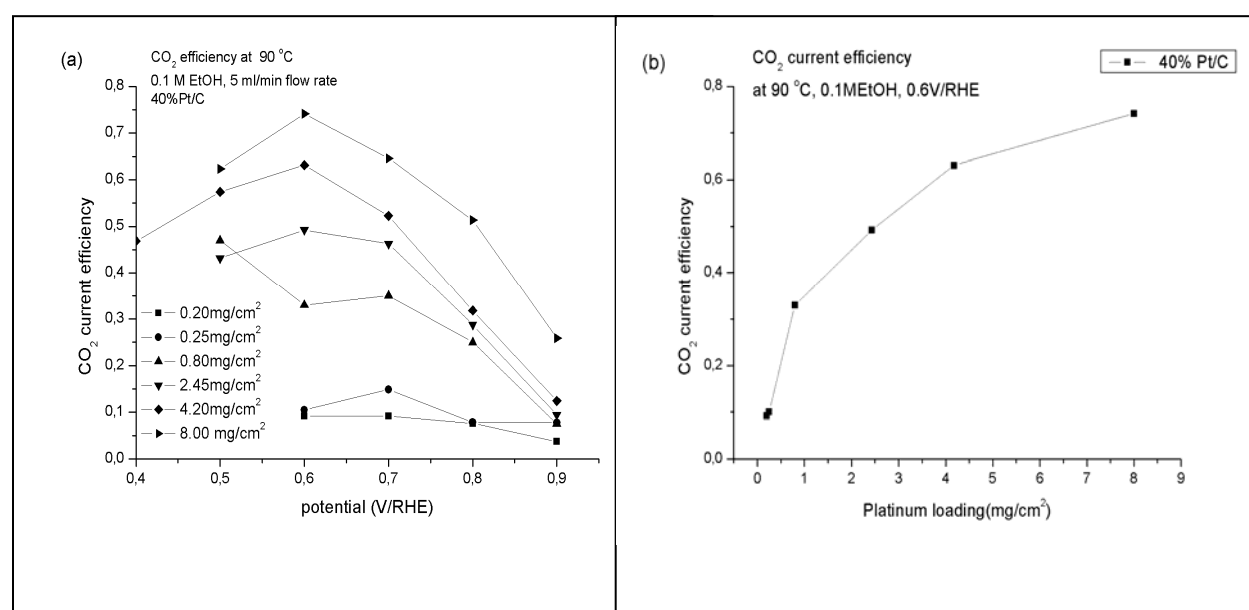 (a)
CO₂ efficiency at 90 °C
0.1 M EtOH, 5 ml/min flow rate
40%Pt/C
0,8
0,7
0,6
0,5
0,4
0,3
0,2
0,1
0,0
CO₂ current efficiency
0.20mg/cm²
0.25mg/cm²
0.80mg/cm²
2.45mg/cm²
4.20mg/cm²
8.00 mg/cm²
0,4 0,5 0,6 0,7 0,8 0,9
potential (V/RHE)
(b)
CO₂ current efficiency
at 90 °C, 0.1MEtOH, 0.6V/RHE
40% Pt/C
0,8
0,6
0,4
0,2
0,0
CO₂ current efficiency
0 1 2 3 4 5 6 7 8 9
Platinum loading(mg/cm²)